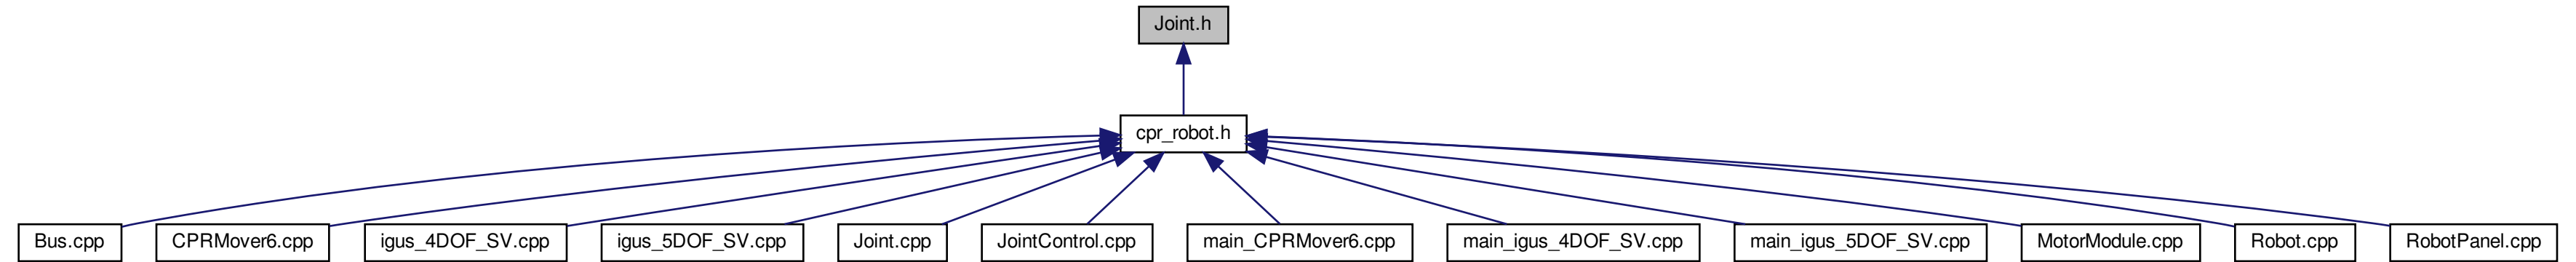 Joint.h
cpr_robot.h
Bus.cpp
CPRMover6.cpp
igus_4DOF_SV.cpp
igus_5DOF_SV.cpp
Joint.cpp
JointControl.cpp
main_CPRMover6.cpp
main_igus_4DOF_SV.cpp
main_igus_5DOF_SV.cpp
MotorModule.cpp
Robot.cpp
RobotPanel.cpp